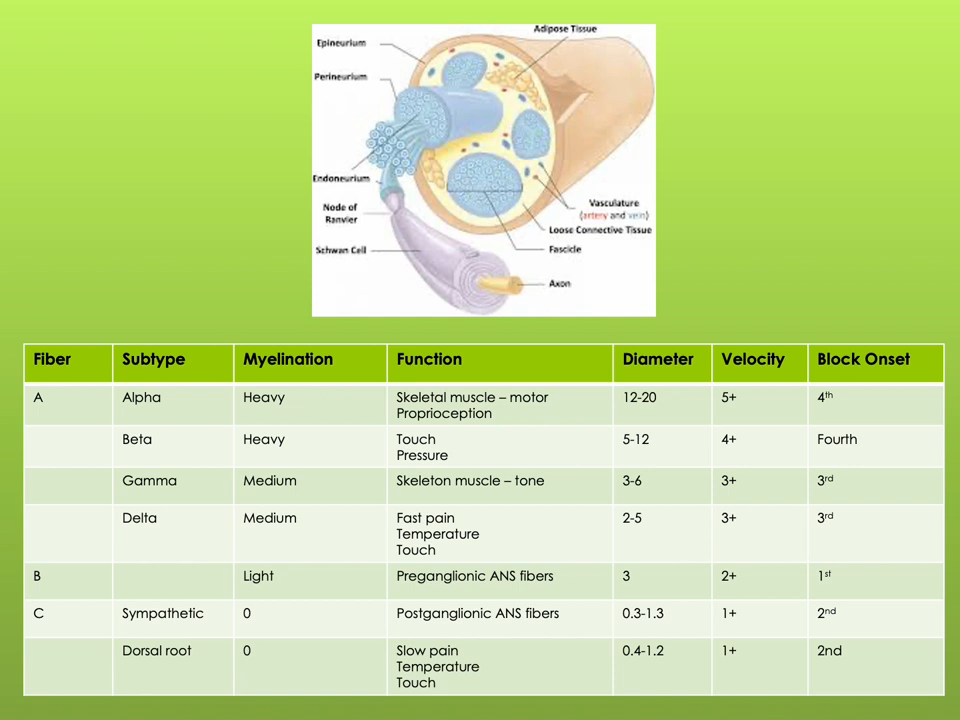 Adipose Tissue
Epineurium
Perineurium
Endoneurium
Node of
Ranvier
Schwan Cell
Vasculature
(artery and vein)
Loose Connective Tissue
Fascicle
Axon
Fiber Subtype Myelination Function Diameter Velocity Block Onset
A Alpha Heavy Skeletal muscle – motor 12-20 5+ 4th
Proprioception
Beta Heavy Touch 5-12 4+ Fourth
Pressure
Gamma Medium Skeleton muscle – tone 3-6 3+ 3rd
Delta Medium Fast pain 2-5 3+ 3rd
Temperature
Touch
B Light Preganglionic ANS fibers 3 2+ 1st
C Sympathetic 0 Postganglionic ANS fibers 0.3-1.3 1+ 2nd
Dorsal root 0 Slow pain 0.4-1.2 1+ 2nd
Temperature
Touch